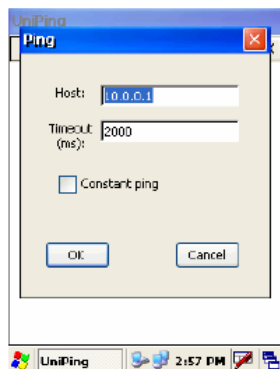 UniPing
Ping
Host: 10.0.0.1
Timeout (ms): 2000
Constant ping
OK Cancel
UniPing 2:57 PM